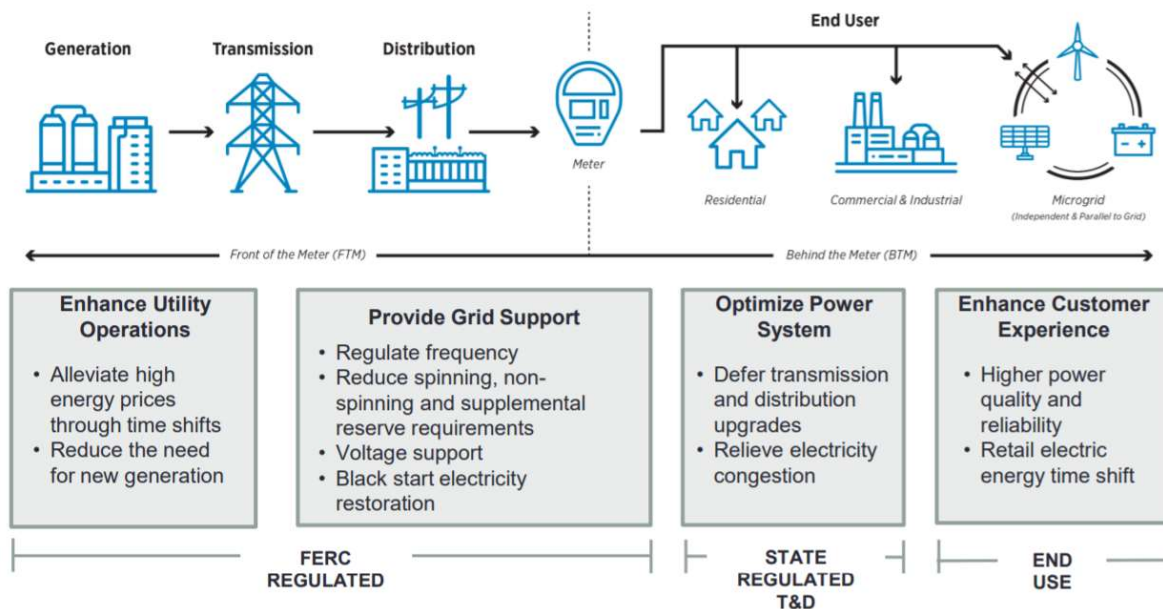 End User
Generation
Transmission
Distribution
Meter
Residential
Commercial & Industrial
Microgrid
(Independent & Parallel to Grid)
Front of the Meter (FTM)
Behind the Meter (BTM)
Enhance Utility
Operations
• Alleviate high
energy prices
through time shifts
• Reduce the need
for new generation
Provide Grid Support
• Regulate frequency
• Reduce spinning, non-
spinning and supplemental
reserve requirements
• Voltage support
• Black start electricity
restoration
Optimize Power
System
• Defer transmission
and distribution
upgrades
• Relieve electricity
congestion
Enhance Customer
Experience
• Higher power
quality and
reliability
• Retail electric
energy time shift
FERC
REGULATED
STATE
REGULATED
T&D
END
USE